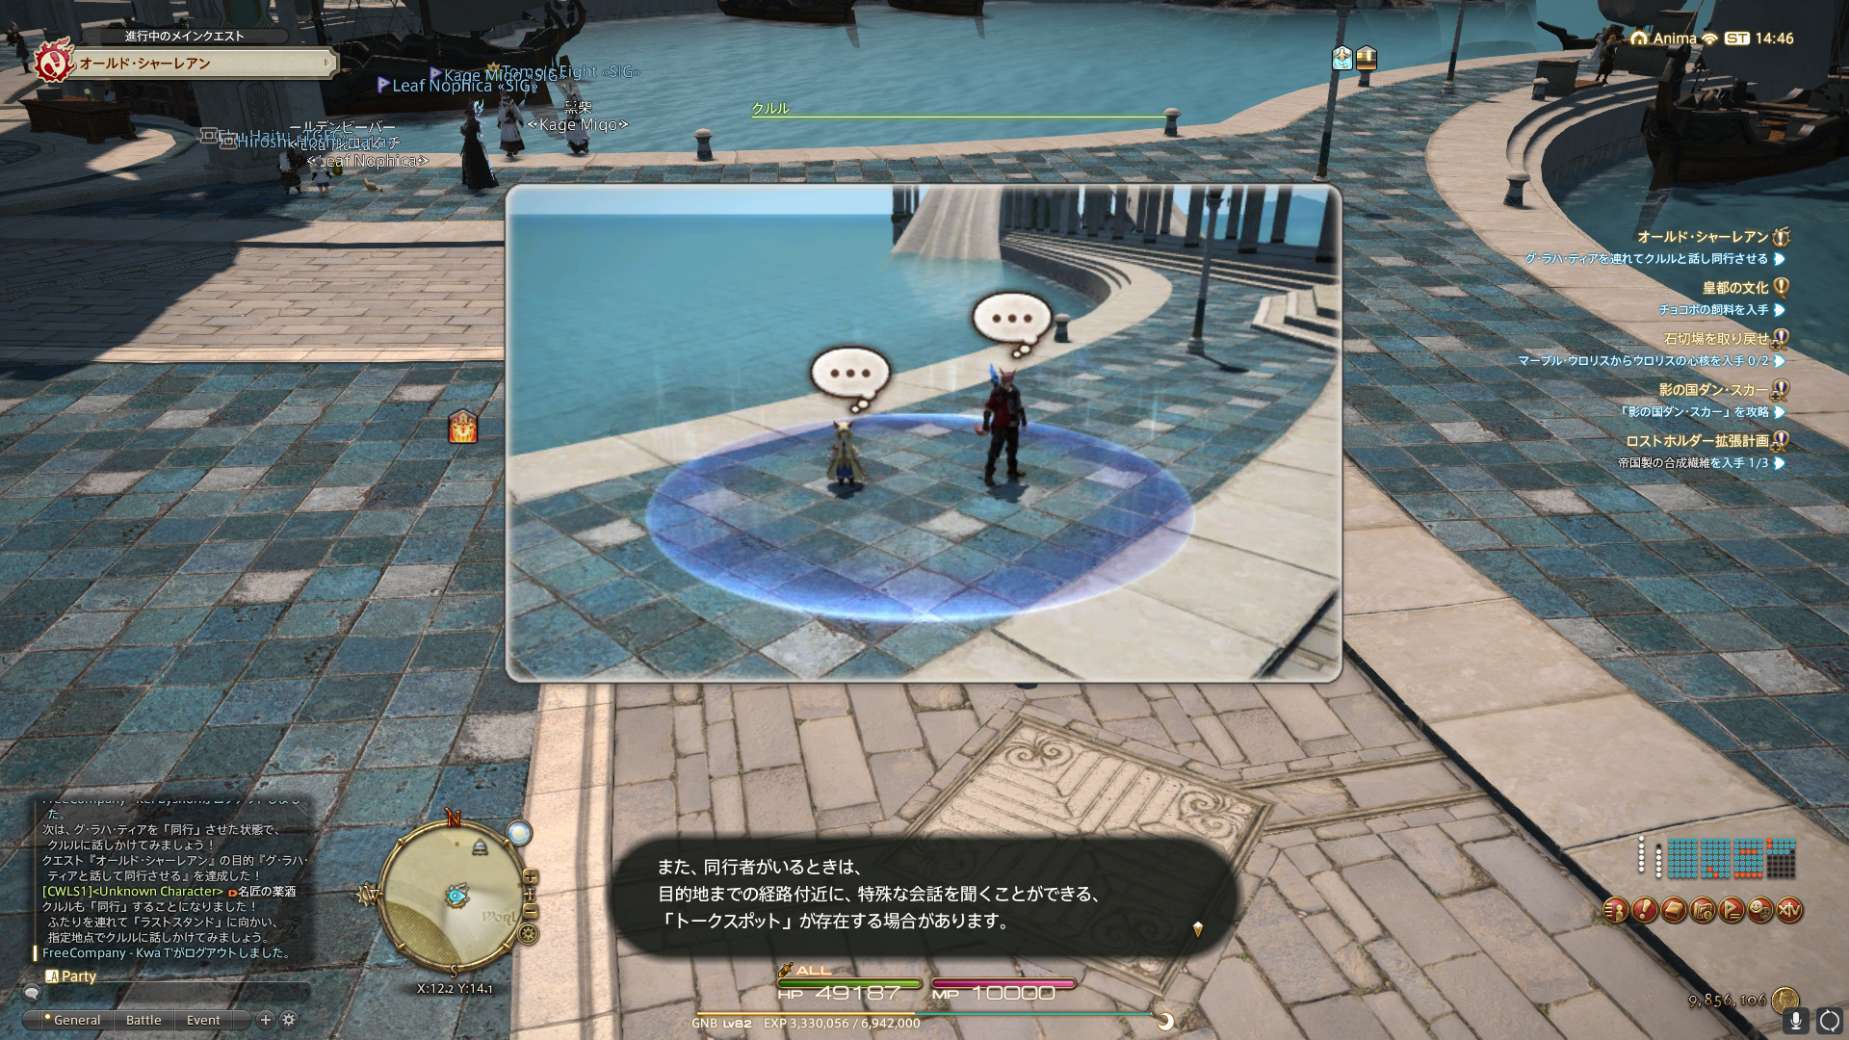 進行中のメインクエスト
オールド・シャーレアン
Anima
ST 14:46
Kage Miqo «SIG»
Leaf Nophica «SIG»
<Kage Miqo>
<Leaf Nophica>
クルル
オールド・シャーレアン
グ・ラハ・ティアを連れてクルルと話し同行させる
皇都の文化
チョコボの飼料を入手
石切場を取り戻せ
マーブル・ウロリスからウロリスの心核を入手 0/2
影の国ダン・スカー
「影の国ダン・スカー」を攻略
ロストホルダー拡張計画
帝国製の合成繊維を入手 1/3
た。
次は、グ・ラハ・ティアを「同行」させた状態で、
クルルに話しかけてみましょう！
クエスト『オールド・シャーレアン』の目的『グ・ラハ・
ティアと話して同行させる』を達成した！
[CWLS1]<Unknown Character> 名匠の薬酒
クルルも「同行」することになりました！
ふたりを連れて「ラストスタンド」に向かい、
指定地点でクルルに話しかけてみましょう。
FreeCompany - Kwa T'がログアウトしました。
Party
General Battle Event
N
S
X:12.2 Y:14.1
また、同行者がいるときは、
目的地までの経路付近に、特殊な会話を聞くことができる、
「トークスポット」が存在する場合があります。
ALL
HP 49187 MP 10000
GNB Lv82 EXP 3,330,056 / 6,942,000
XIV
9,856,106